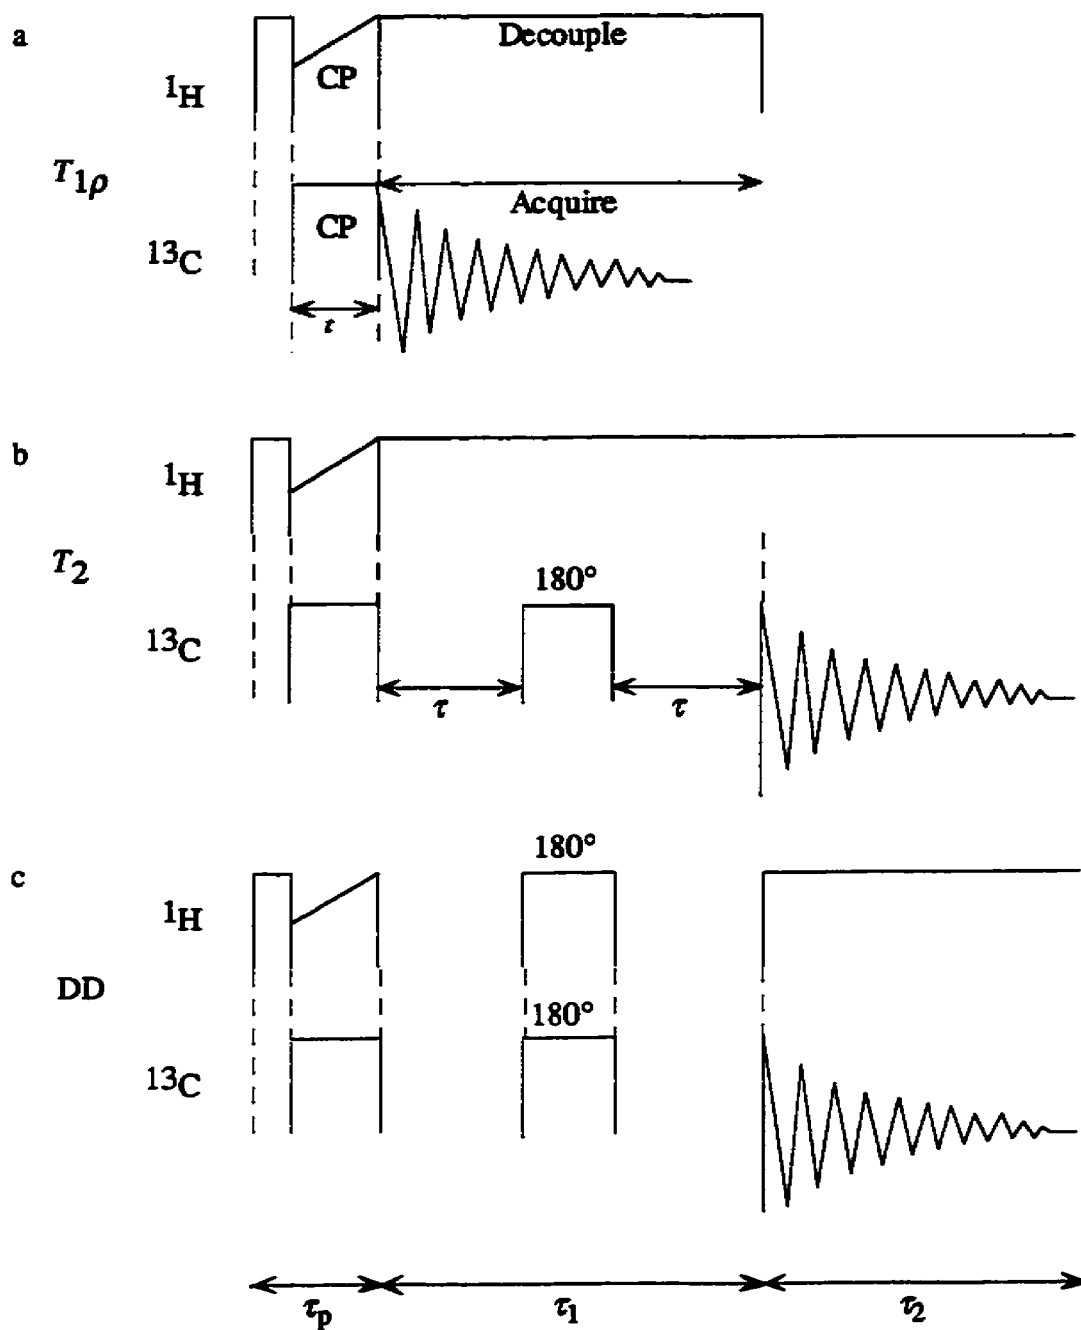 a
Decouple
CP
¹H
T₁ρ
Acquire
CP
¹³C
t
b
¹H
T₂
180°
¹³C
τ τ
180°
c
¹H
DD
180°
¹³C
τp τ₁ τ₂